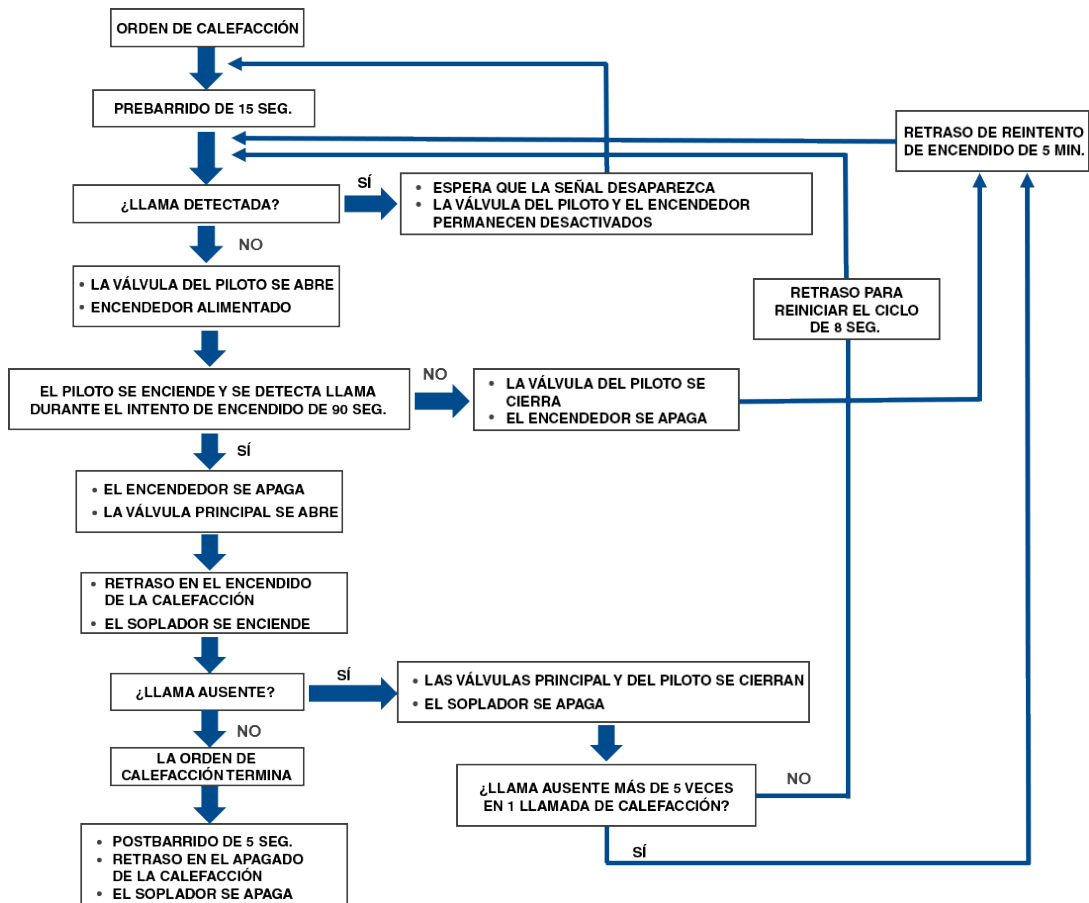 ORDEN DE CALEFACCIÓN
PREBARRIDO DE 15 SEG.
RETRASO DE REINTENTO
DE ENCENDIDO DE 5 MIN.
¿LLAMA DETECTADA?
SÍ
• ESPERA QUE LA SEÑAL DESAPAREZCA
• LA VÁLVULA DEL PILOTO Y EL ENCENDEDOR
PERMANECEN DESACTIVADOS
NO
• LA VÁLVULA DEL PILOTO SE ABRE
• ENCENDEDOR ALIMENTADO
RETRASO PARA
REINICIAR EL CICLO
DE 8 SEG.
EL PILOTO SE ENCIENDE Y SE DETECTA LLAMA
DURANTE EL INTENTO DE ENCENDIDO DE 90 SEG.
NO
• LA VÁLVULA DEL PILOTO SE
CIERRA
• EL ENCENDEDOR SE APAGA
SÍ
• EL ENCENDEDOR SE APAGA
• LA VÁLVULA PRINCIPAL SE ABRE
• RETRASO EN EL ENCENDIDO
DE LA CALEFACCIÓN
• EL SOPLADOR SE ENCIENDE
¿LLAMA AUSENTE?
SÍ
• LAS VÁLVULAS PRINCIPAL Y DEL PILOTO SE CIERRAN
• EL SOPLADOR SE APAGA
NO
LA ORDEN DE
CALEFACCIÓN TERMINA
¿LLAMA AUSENTE MÁS DE 5 VECES
EN 1 LLAMADA DE CALEFACCIÓN?
NO
SÍ
• POSTBARRIDO DE 5 SEG.
• RETRASO EN EL APAGADO
DE LA CALEFACCIÓN
• EL SOPLADOR SE APAGA